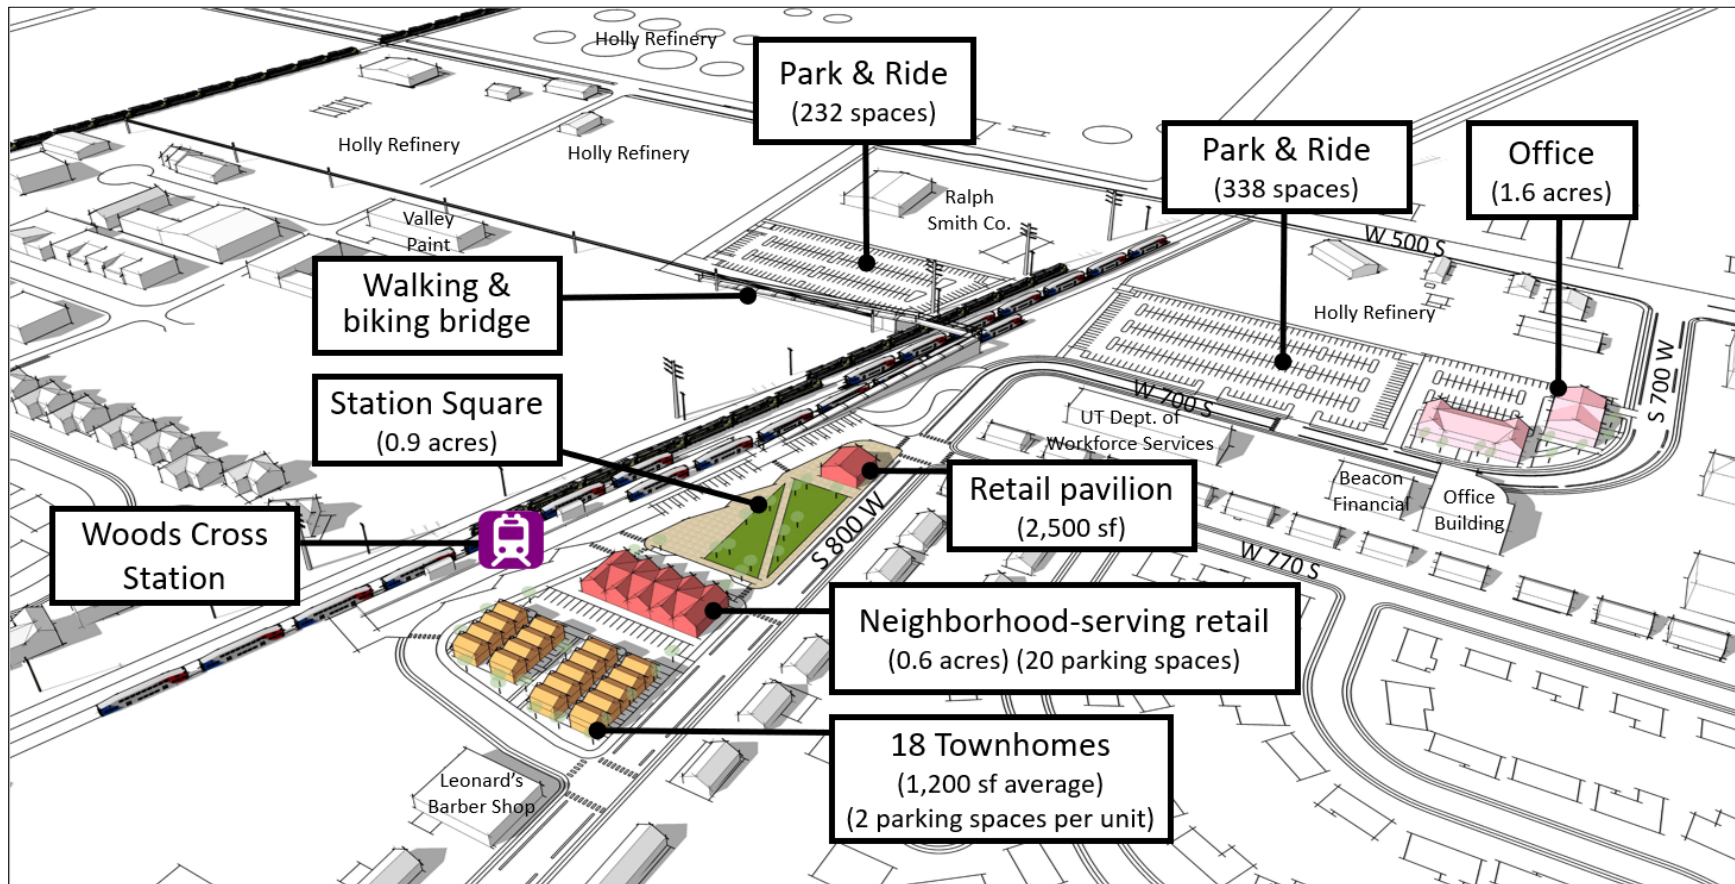 Holly Refinery
Park & Ride
(232 spaces)
Holly Refinery
Holly Refinery
Park & Ride
(338 spaces)
Office
(1.6 acres)
Ralph
Smith Co.
Valley
Paint
W 500 S
Walking &
biking bridge
Holly Refinery
S 700 W
Station Square
(0.9 acres)
W 700 S
UT Dept. of
Workforce Services
Retail pavilion
(2,500 sf)
Beacon
Financial
Office
Building
Woods Cross
Station
S 800 W
W 770 S
Neighborhood-serving retail
(0.6 acres) (20 parking spaces)
18 Townhomes
(1,200 sf average)
(2 parking spaces per unit)
Leonard's
Barber Shop